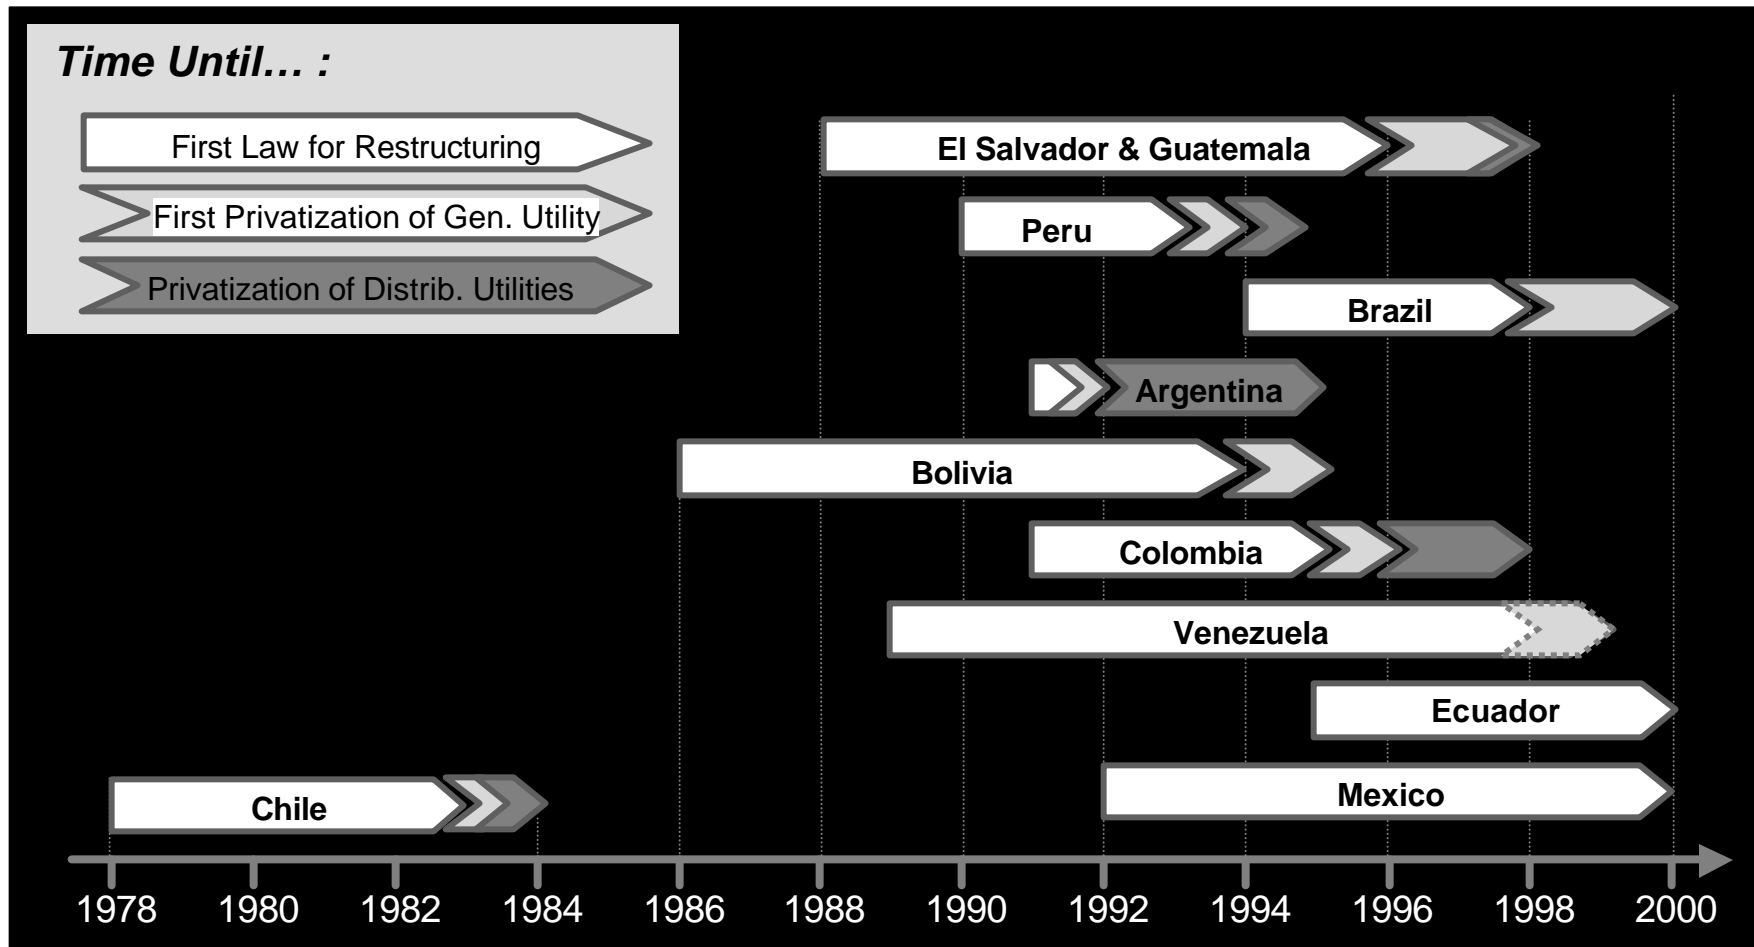 Time Until… :
First Law for Restructuring
First Privatization of Gen. Utility
Privatization of Distrib. Utilities
El Salvador & Guatemala
Peru
Brazil
Argentina
Bolivia
Colombia
Venezuela
Ecuador
Mexico
Chile
1978 1980 1982 1984 1986 1988 1990 1992 1994 1996 1998 2000